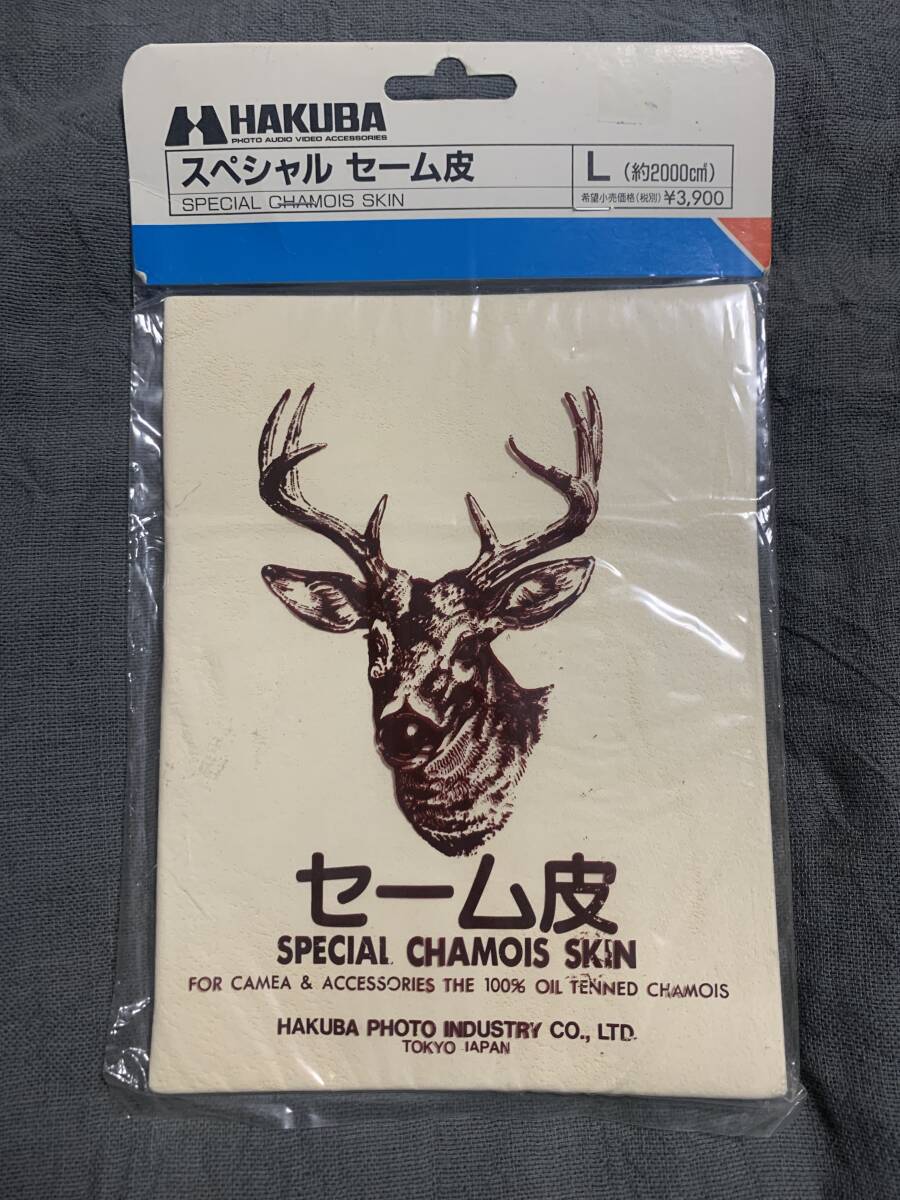 HAKUBA
PHOTO AUDIO VIDEO ACCESSORIES
スペシャル セーム皮
SPECIAL CHAMOIS SKIN
L (約2000c㎡)
希望小売価格(税別)¥3,900
セーム皮
SPECIAL CHAMOIS SKIN
FOR CAMEA & ACCESSORIES THE 100% OIL TENNED CHAMOIS
HAKUBA PHOTO INDUSTRY CO., LTD.
TOKYO JAPAN